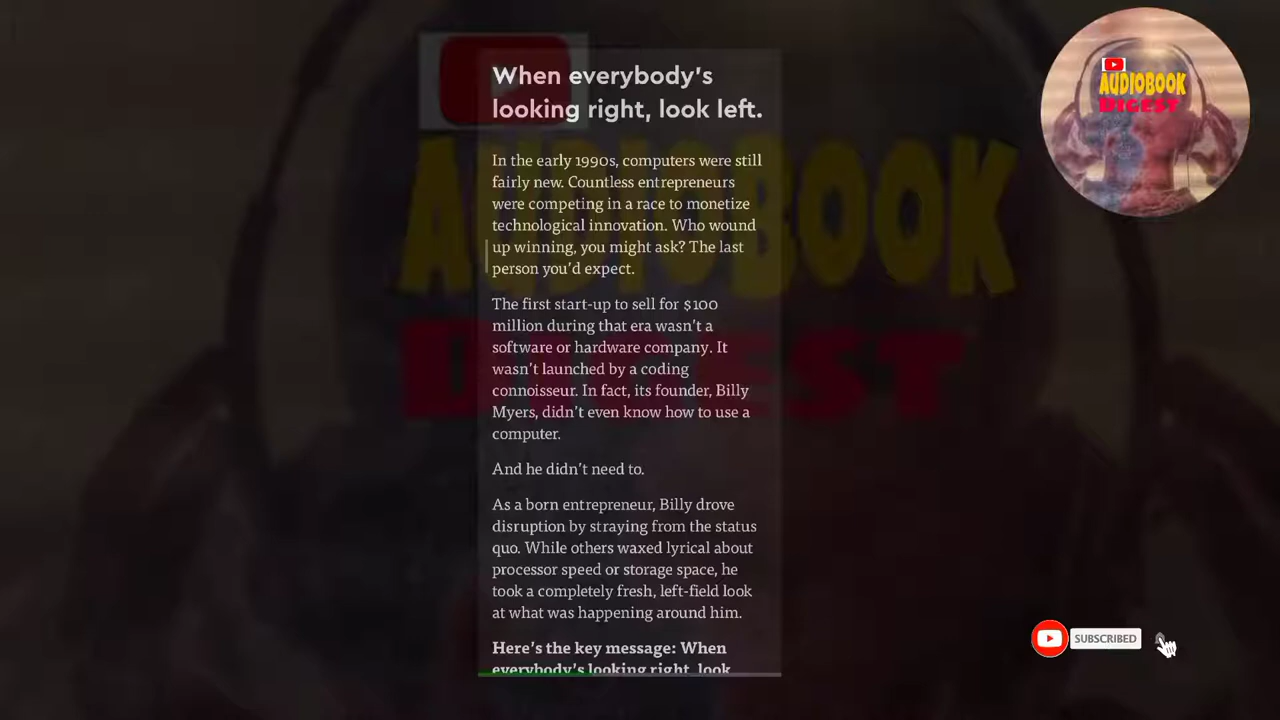 When everybody's
looking right, look left.
In the early 1990s, computers were still
fairly new. Countless entrepreneurs
were competing in a race to monetize
technological innovation. Who wound
up winning, you might ask? The last
person you'd expect.
The first start-up to sell for $100
million during that era wasn't a
software or hardware company. It
wasn't launched by a coding
connoisseur. In fact, its founder, Billy
Myers, didn't even know how to use a
computer.
And he didn't need to.
As a born entrepreneur, Billy drove
disruption by straying from the status
quo. While others waxed lyrical about
processor speed or storage space, he
took a completely fresh, left-field look
at what was happening around him.
Here's the key message: When
everybody's looking right, look
AUDIOBOOK
DIGEST
AUDIOBOOK
DIGEST
SUBSCRIBED